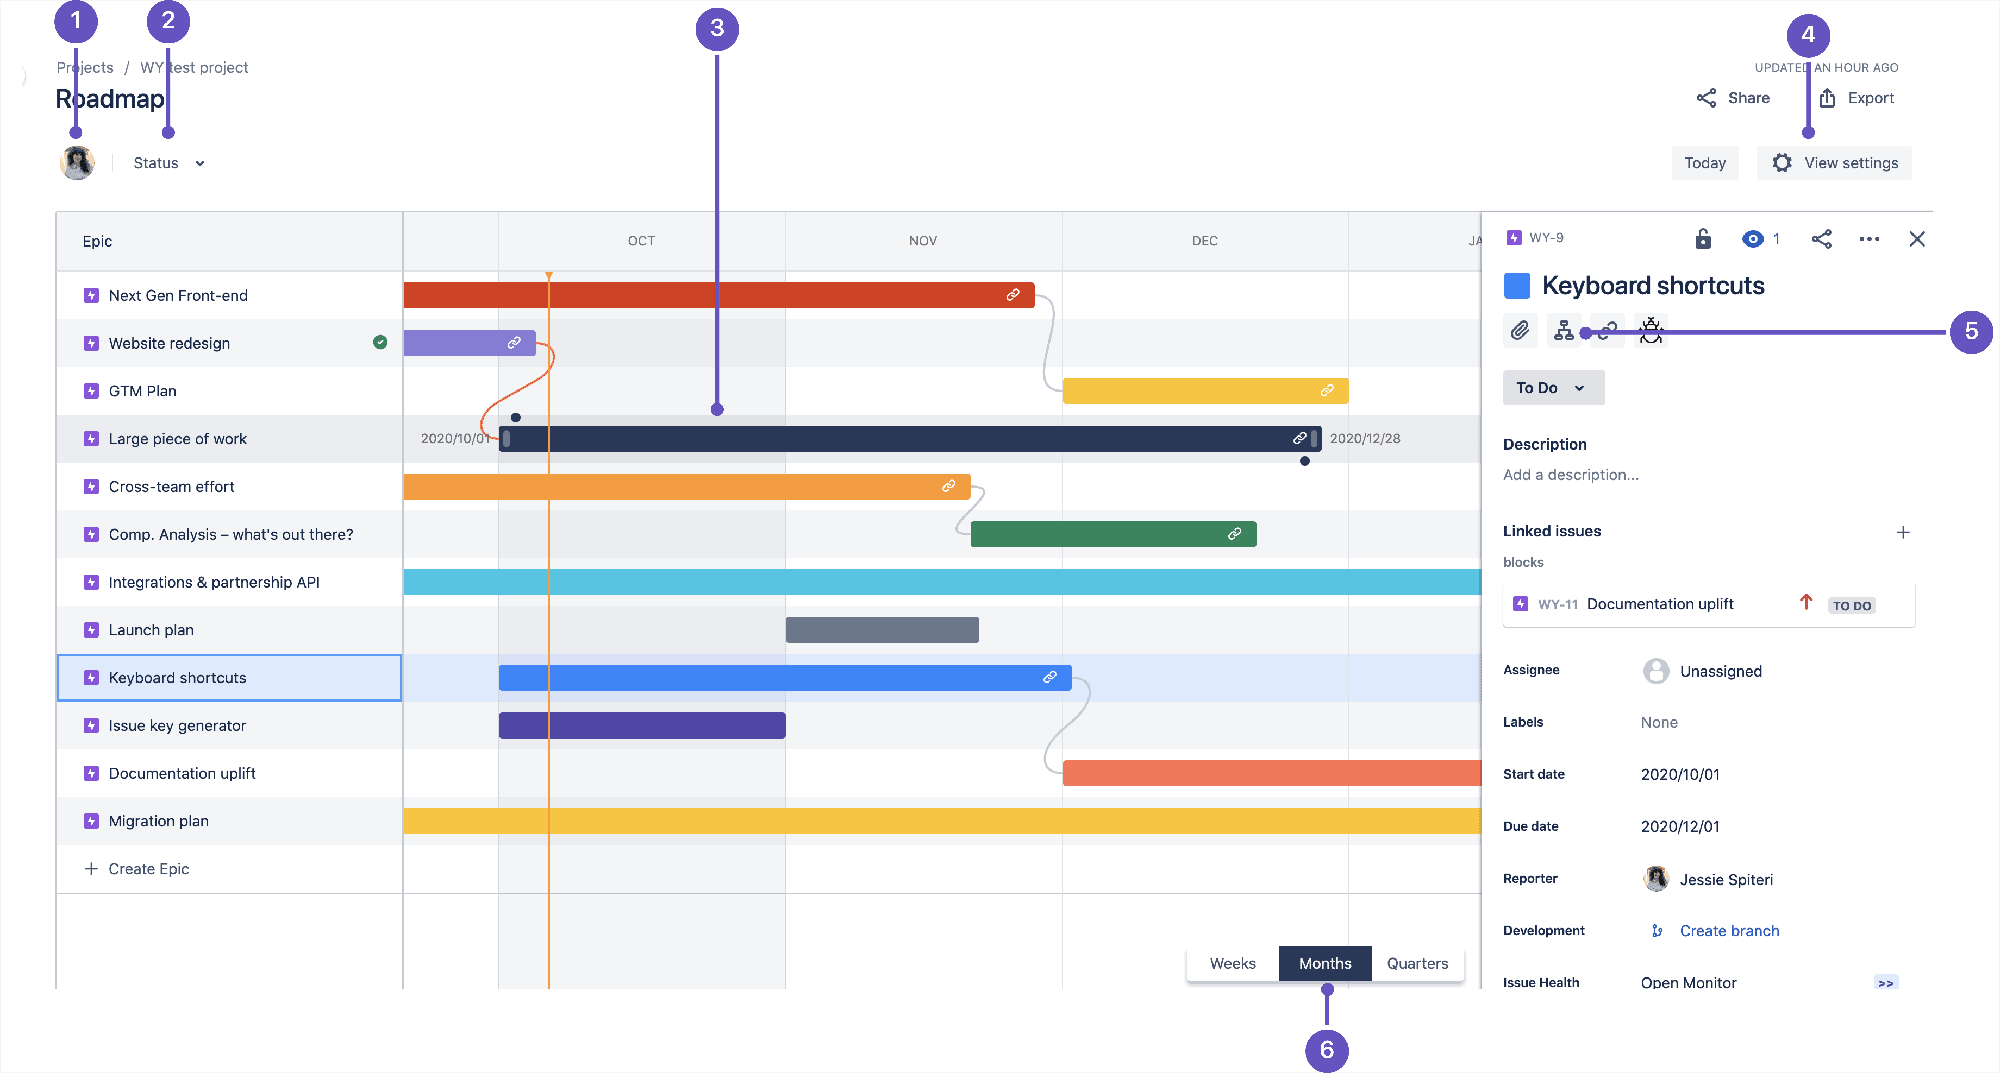 1
2
3
4
Projects / WY test project
UPDATED AN HOUR AGO
Roadmap
Share
Export
Status
Today
View settings
Epic
OCT
NOV
DEC
JA
Next Gen Front-end
Website redesign
GTM Plan
Large piece of work
2020/10/01
2020/12/28
Cross-team effort
Comp. Analysis – what's out there?
Integrations & partnership API
Launch plan
Keyboard shortcuts
Issue key generator
Documentation uplift
Migration plan
+ Create Epic
Weeks
Months
Quarters
6
WY-9
1
Keyboard shortcuts
5
To Do
Description
Add a description...
Linked issues
blocks
WY-11 Documentation uplift
TO DO
Assignee
Unassigned
Labels
None
Start date
2020/10/01
Due date
2020/12/01
Reporter
Jessie Spiteri
Development
Create branch
Issue Health
Open Monitor
>>